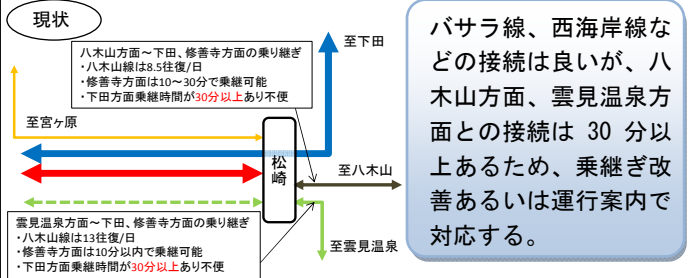 現状
八木山方面～下田、修善寺方面の乗り継ぎ
・八木山線は8.5往復/日
・修善寺方面は10～30分で乗継可能
・下田方面乗継時間が30分以上あり不便
至下田
至宮ヶ原
松崎
至八木山
至雲見温泉
雲見温泉方面～下田、修善寺方面の乗り継ぎ
・八木山線は13往復/日
・修善寺方面は10分以内で乗継可能
・下田方面乗継時間が30分以上あり不便
バサラ線、西海岸線な
どの接続は良いが、八
木山方面、雲見温泉方
面との接続は 30 分以
上あるため、乗継ぎ改
善あるいは運行案内で
対応する。